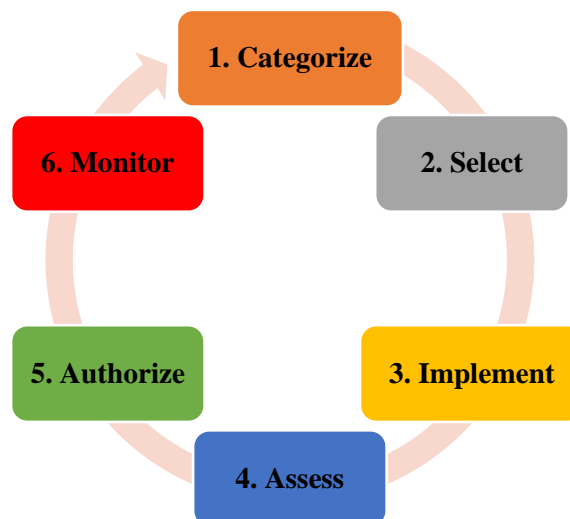 1. Categorize
2. Select
3. Implement
4. Assess
5. Authorize
6. Monitor